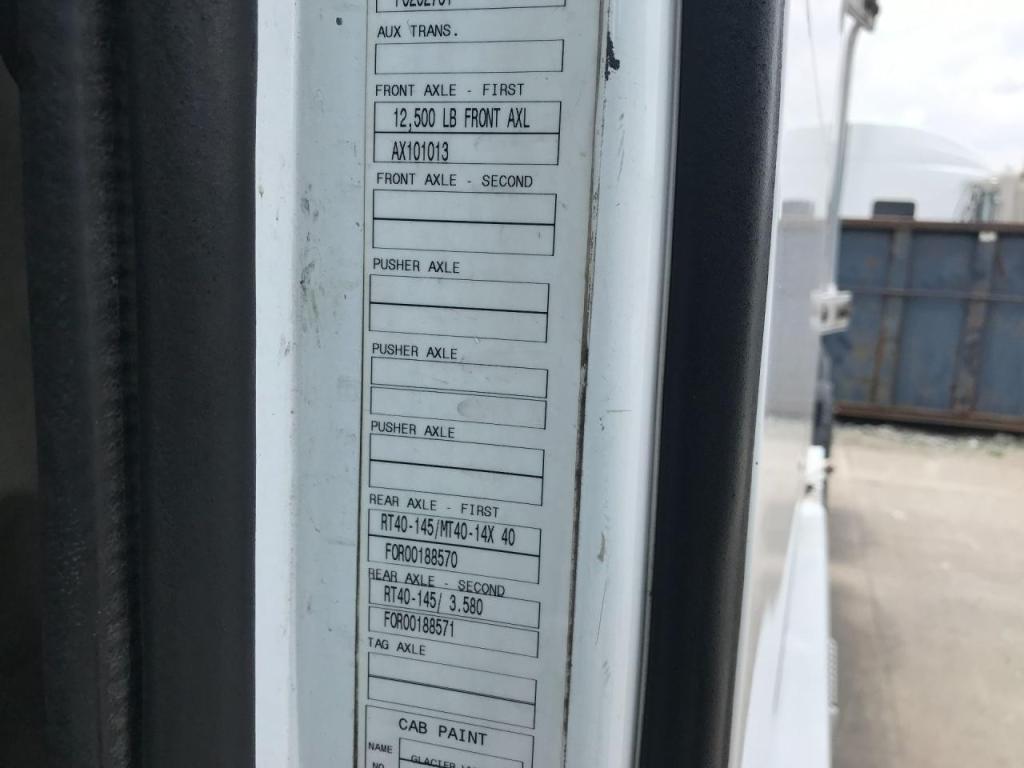 AUX TRANS.
FRONT AXLE - FIRST
12,500 LB FRONT AXL
AX101013
FRONT AXLE - SECOND
PUSHER AXLE
PUSHER AXLE
PUSHER AXLE
REAR AXLE - FIRST
RT40-145/MT40-14X 40
FOR00188570
REAR AXLE - SECOND
RT40-145/ 3.580
FOR00188571
TAG AXLE
CAB PAINT
NAME GLACIER
NO